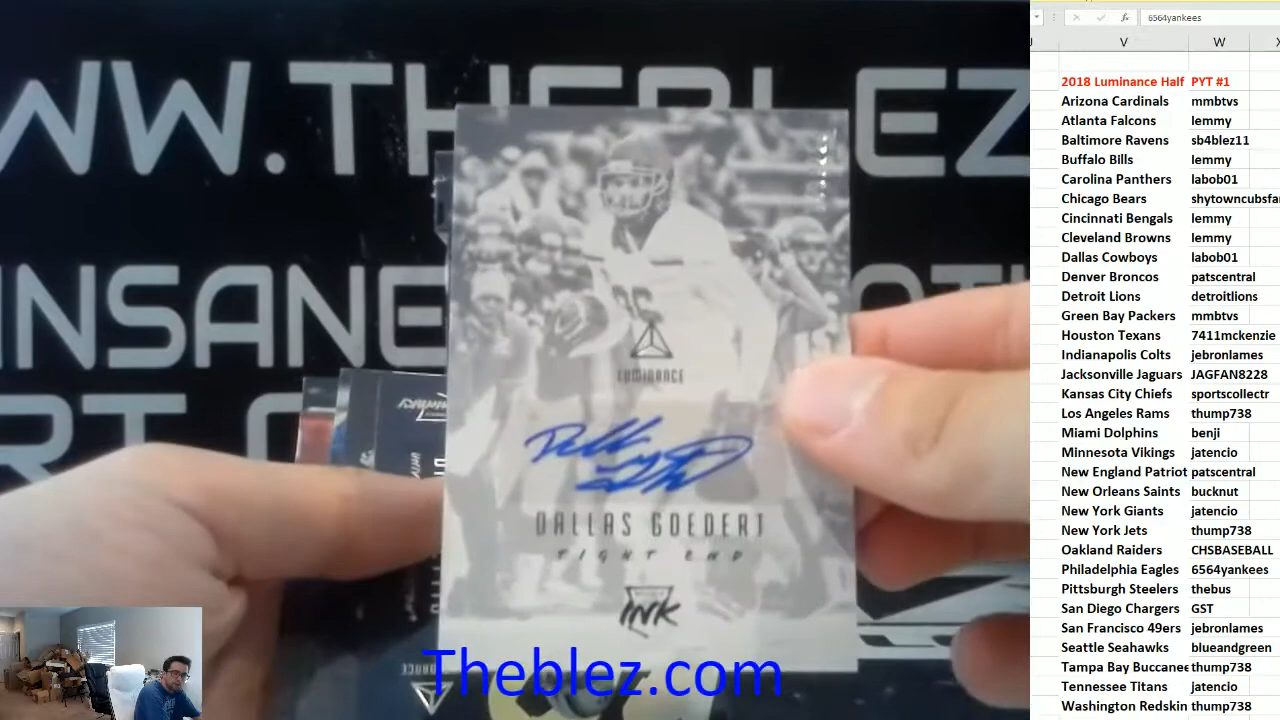 WW.THEBLEZ
INSANE
RT.
LUMINANCE
DALLAS GOEDERT
TIGHT END
INK
Theblez.com
6564yankees
V W X
2018 Luminance Half PYT #1
Arizona Cardinals mmbtvs
Atlanta Falcons lemmy
Baltimore Ravens sb4blez11
Buffalo Bills lemmy
Carolina Panthers labob01
Chicago Bears shytowncubsfa
Cincinnati Bengals lemmy
Cleveland Browns lemmy
Dallas Cowboys labob01
Denver Broncos patscentral
Detroit Lions detroitlions
Green Bay Packers mmbtvs
Houston Texans 7411mckenzie
Indianapolis Colts jebronlames
Jacksonville Jaguars JAGFAN8228
Kansas City Chiefs sportscollectr
Los Angeles Rams thump738
Miami Dolphins benji
Minnesota Vikings jatencio
New England Patriot patscentral
New Orleans Saints bucknut
New York Giants jatencio
New York Jets thump738
Oakland Raiders CHSBASEBALL
Philadelphia Eagles 6564yankees
Pittsburgh Steelers thebus
San Diego Chargers GST
San Francisco 49ers jebronlames
Seattle Seahawks blueandgreen
Tampa Bay Buccanee thump738
Tennessee Titans jatencio
Washington Redskin thump738